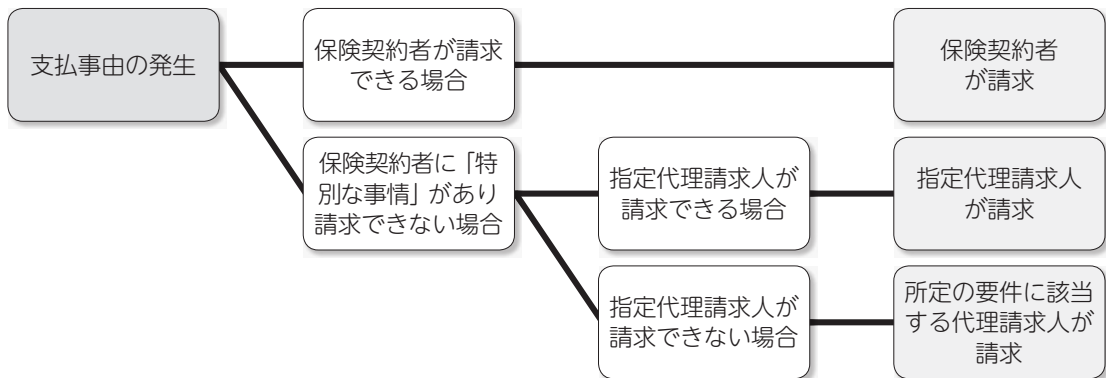 支払事由の発生
保険契約者が請求
できる場合
保険契約者
が請求
保険契約者に「特
別な事情」があり
請求できない場合
指定代理請求人が
請求できる場合
指定代理請求人
が請求
指定代理請求人が
請求できない場合
所定の要件に該当
する代理請求人が
請求